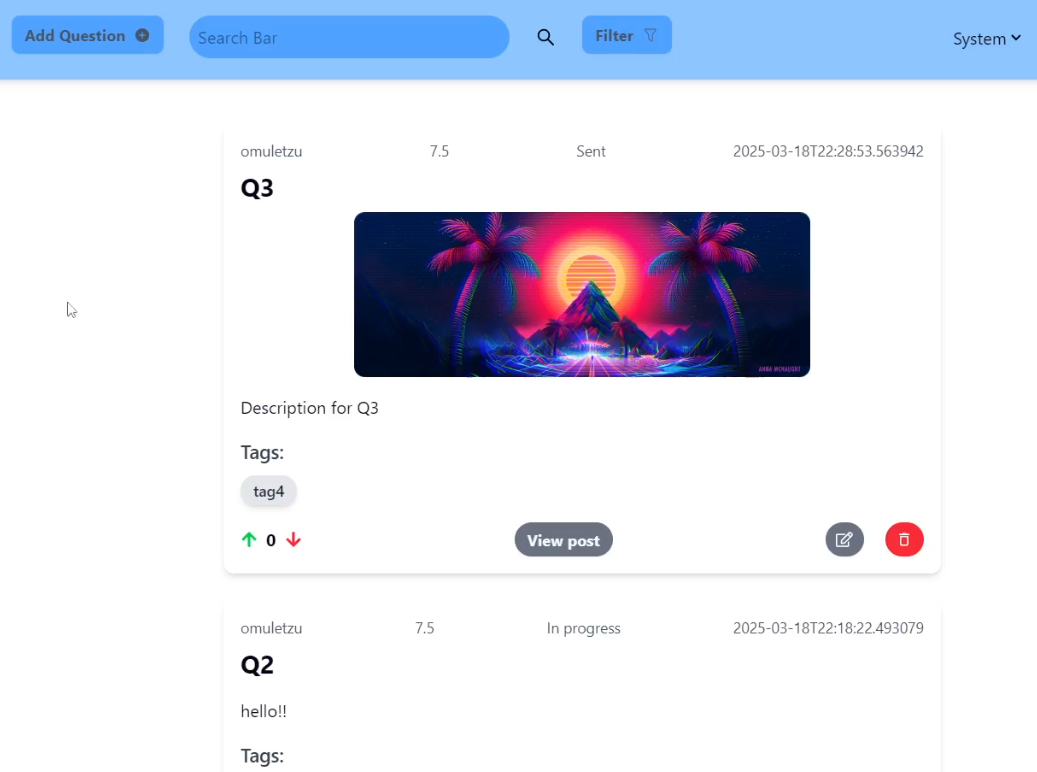 Add Question
Search Bar
Filter
System
omuletzu 7.5 Sent 2025-03-18T22:28:53.563942
Q3
ANNA MCNAUGHT
Description for Q3
Tags:
tag4
0
View post
omuletzu 7.5 In progress 2025-03-18T22:18:22.493079
Q2
hello!!
Tags: